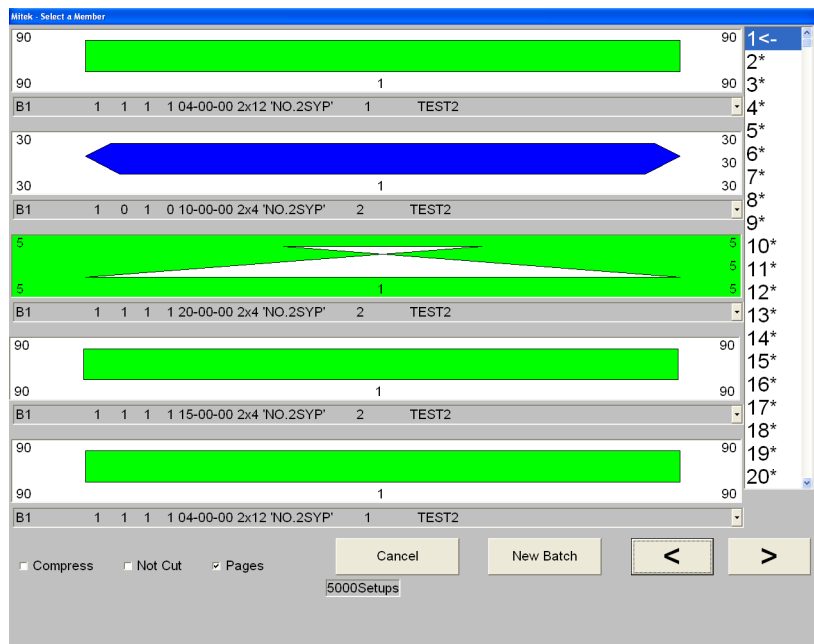 Mitek - Select a Member
90 90
90 1 90
B1 1 1 1 1 04-00-00 2x12 'NO.2SYP' 1 TEST2
30 30
30
30 1 30
B1 1 0 1 0 10-00-00 2x4 'NO.2SYP' 2 TEST2
5 5
5
5 1 5
B1 1 1 1 1 20-00-00 2x4 'NO.2SYP' 2 TEST2
90 90
90 1 90
B1 1 1 1 1 15-00-00 2x4 'NO.2SYP' 2 TEST2
90 90
90 1 90
B1 1 1 1 1 04-00-00 2x12 'NO.2SYP' 1 TEST2
1<-
2*
3*
4*
5*
6*
7*
8*
9*
10*
11*
12*
13*
14*
15*
16*
17*
18*
19*
20*
Compress Not Cut Pages Cancel New Batch < >
5000Setups